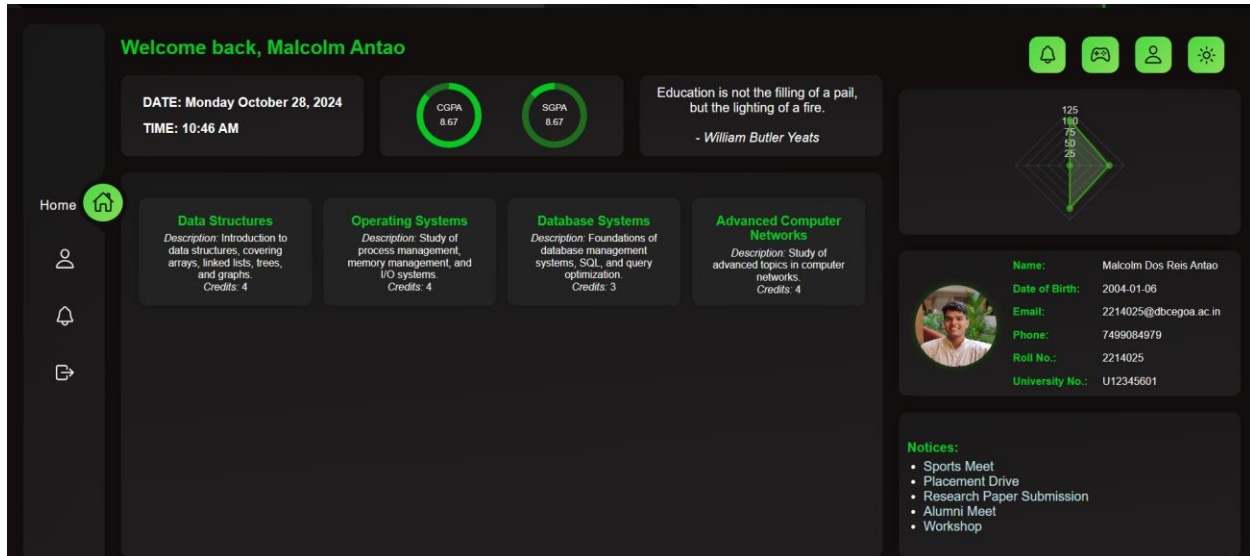 Welcome back, Malcolm Antao
DATE: Monday October 28, 2024
TIME: 10:46 AM
CGPA
8.67
SGPA
8.67
Education is not the filling of a pail,
but the lighting of a fire.
- William Butler Yeats
125
100
75
50
25
Home
Data Structures
Description: Introduction to
data structures, covering
arrays, linked lists, trees,
and graphs.
Credits: 4
Operating Systems
Description: Study of
process management,
memory management, and
I/O systems.
Credits: 4
Database Systems
Description: Foundations of
database management
systems, SQL, and query
optimization.
Credits: 3
Advanced Computer
Networks
Description: Study of
advanced topics in computer
networks.
Credits: 4
Name: Malcolm Dos Reis Antao
Date of Birth: 2004-01-06
Email: 2214025@dbcegoa.ac.in
Phone: 7499084979
Roll No.: 2214025
University No.: U12345601
Notices:
• Sports Meet
• Placement Drive
• Research Paper Submission
• Alumni Meet
• Workshop